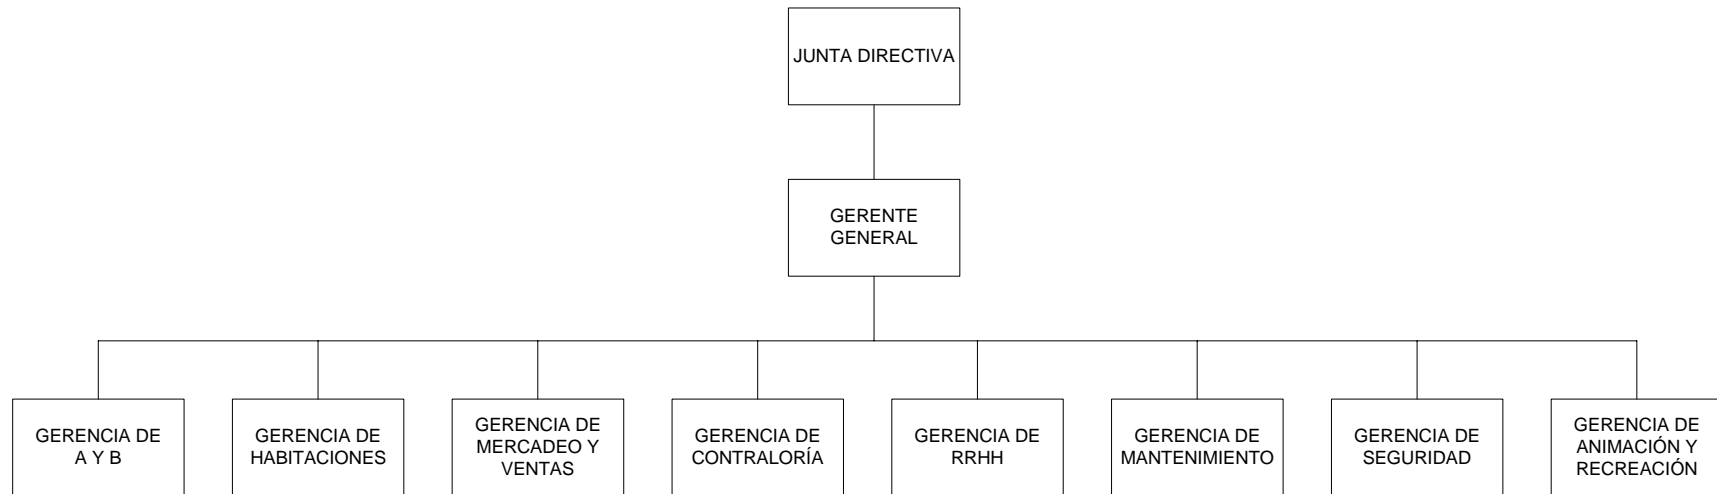 JUNTA DIRECTIVA
GERENTE
GENERAL
GERENCIA DE
A Y B
GERENCIA DE
HABITACIONES
GERENCIA DE
MERCADEO Y
VENTAS
GERENCIA DE
CONTRALORÍA
GERENCIA DE
RRHH
GERENCIA DE
MANTENIMIENTO
GERENCIA DE
SEGURIDAD
GERENCIA DE
ANIMACIÓN Y
RECREACIÓN